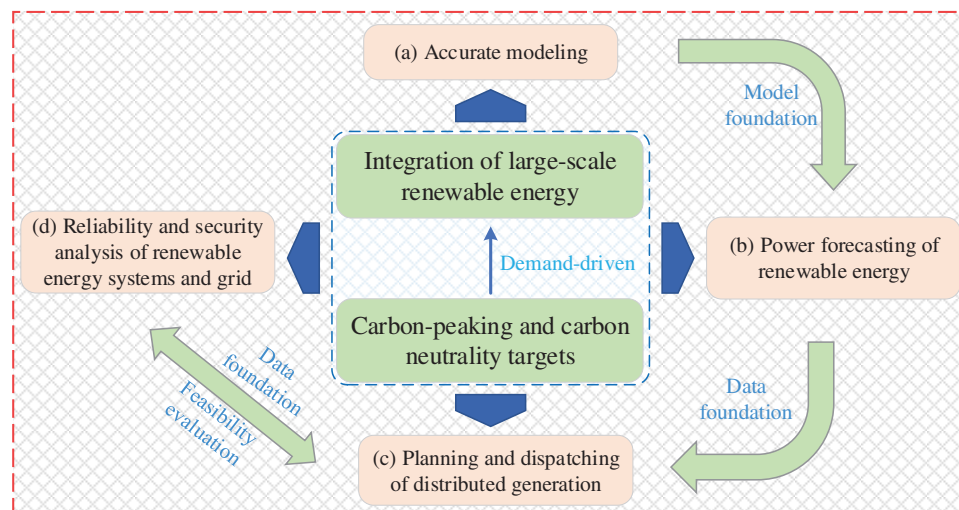 (a) Accurate modeling
Model
foundation
Integration of large-scale
renewable energy
(d) Reliability and security
analysis of renewable
energy systems and grid
Demand-driven
(b) Power forecasting of
renewable energy
Carbon-peaking and carbon
neutrality targets
Data
foundation
Feasibility
evaluation
Data
foundation
(c) Planning and dispatching
of distributed generation